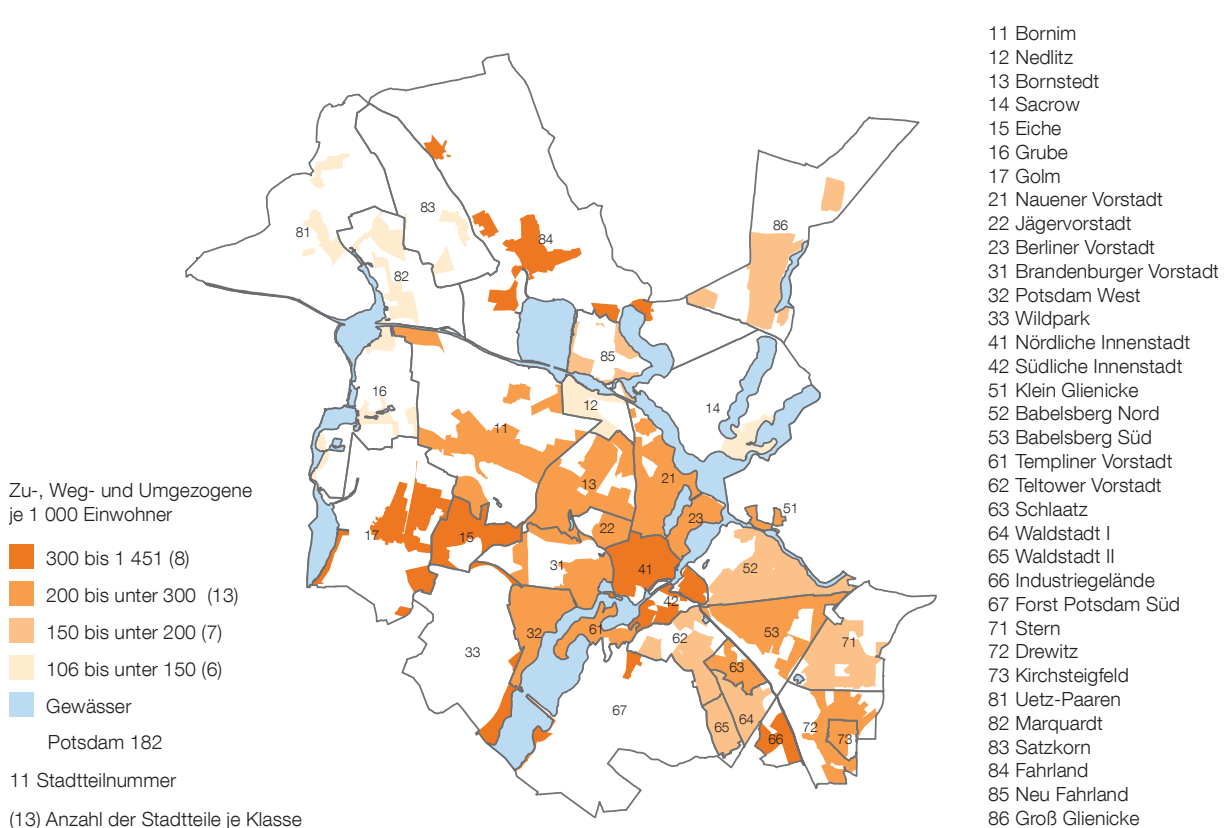 11 Bornim
12 Nedlitz
13 Bornstedt
14 Sacrow
15 Eiche
16 Grube
17 Golm
21 Nauener Vorstadt
22 Jägervorstadt
23 Berliner Vorstadt
31 Brandenburger Vorstadt
32 Potsdam West
33 Wildpark
41 Nördliche Innenstadt
42 Südliche Innenstadt
51 Klein Glienicke
52 Babelsberg Nord
53 Babelsberg Süd
61 Templiner Vorstadt
62 Teltower Vorstadt
63 Schlaatz
64 Waldstadt I
65 Waldstadt II
66 Industriegelände
67 Forst Potsdam Süd
71 Stern
72 Drewitz
73 Kirchsteigfeld
81 Uetz-Paaren
82 Marquardt
83 Satzkorn
84 Fahrland
85 Neu Fahrland
86 Groß Glienicke
83
86
81
84
82
85
16
12
14
11
21
13
51
23
22
17
15
31
41
52
42
32
61
62
53
71
33
63
67
64
65
72
73
66
Zu-, Weg- und Umgezogene
je 1 000 Einwohner
300 bis 1 451 (8)
200 bis unter 300 (13)
150 bis unter 200 (7)
106 bis unter 150 (6)
Gewässer
Potsdam 182
11 Stadtteilnummer
(13) Anzahl der Stadtteile je Klasse